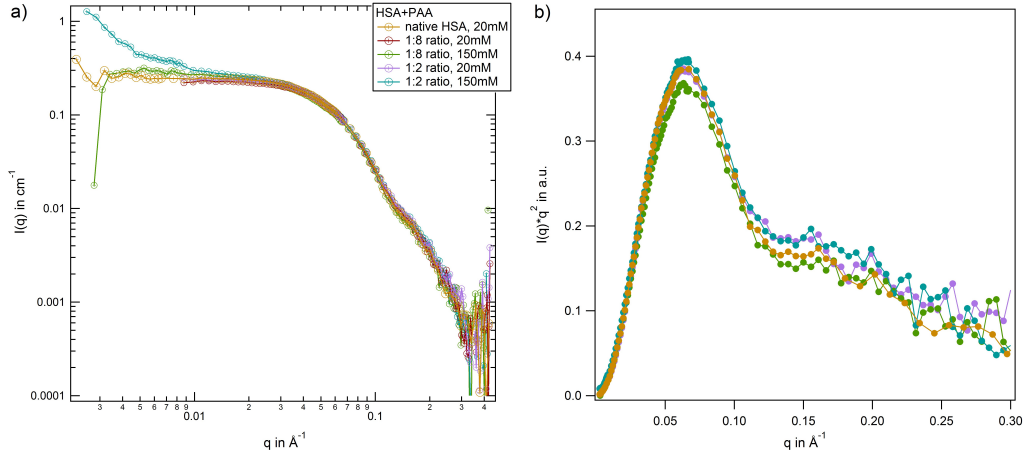 a)
HSA+PAA
native HSA, 20mM
1:8 ratio, 20mM
1:8 ratio, 150mM
1:2 ratio, 20mM
1:2 ratio, 150mM
I(q) in cm-1
1
0.1
0.01
0.001
0.0001
3 4 5 6 7 8 9 0.01 2 3 4 5 6 7 8 9 0.1 2 3 4
q in Å-1
b)
I(q)*q2 in a.u.
0.4
0.3
0.2
0.1
0.0
0.05 0.10 0.15 0.20 0.25 0.30
q in Å-1